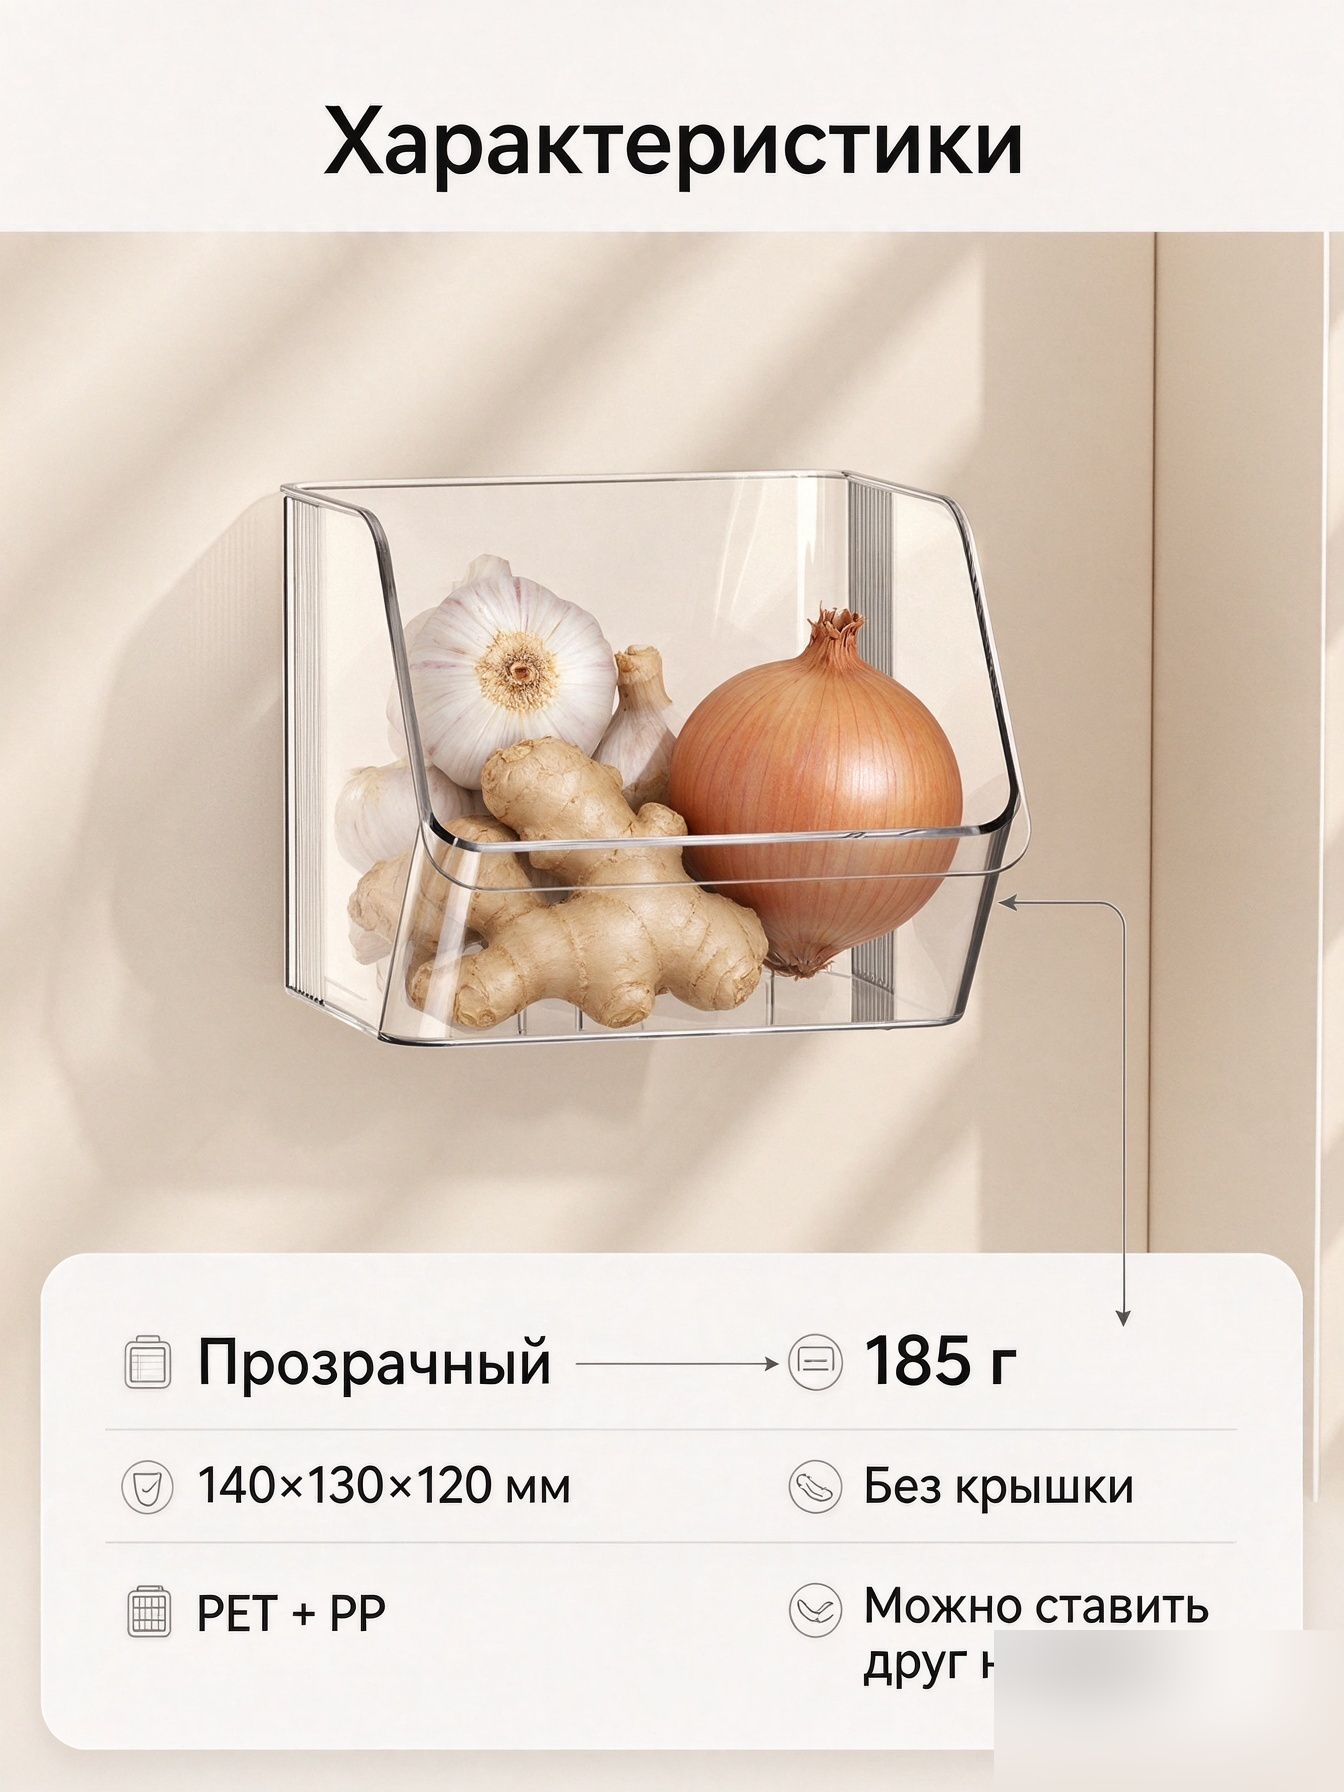 Характеристики
Прозрачный
185 г
140×130×120 мм
Без крышки
PET + PP
Можно ставить
друг